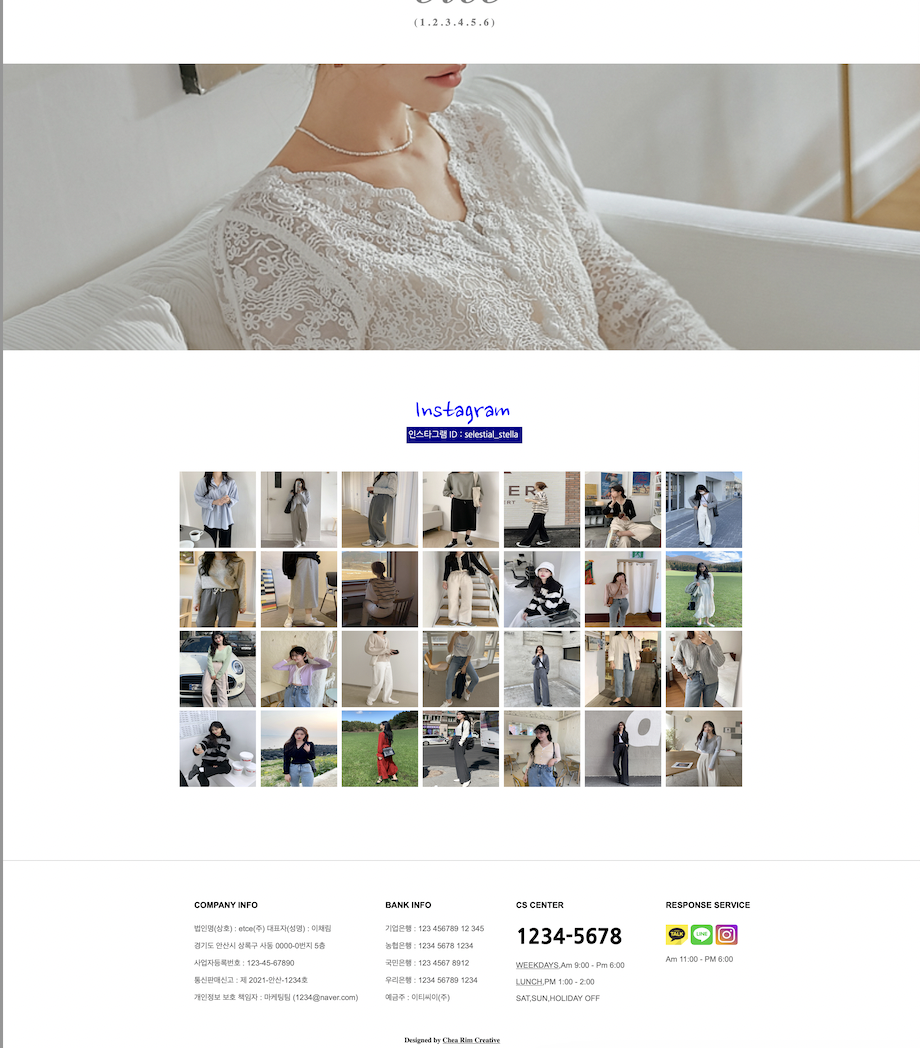 (1.2.3.4.5.6)
Instagram
인스타그램 ID : selestial_stella
ER
COMPANY INFO
법인명(상호) : etce(주) 대표자(성명) : 이채림
경기도 안산시 상록구 사동 0000-0번지 5층
사업자등록번호 : 123-45-67890
통신판매신고 : 제 2021-안산-1234호
개인정보 보호 책임자 : 마케팅팀 (1234@naver.com)
BANK INFO
기업은행 : 123 456789 12 345
농협은행 : 1234 5678 1234
국민은행 : 123 4567 8912
우리은행 : 1234 56789 1234
예금주 : 이티씨이(주)
CS CENTER
1234-5678
WEEKDAYS,Am 9:00 - Pm 6:00
LUNCH,PM 1:00 - 2:00
SAT,SUN,HOLIDAY OFF
RESPONSE SERVICE
TALK
LINE
Am 11:00 - PM 6:00
Designed by Chea Rim Creative